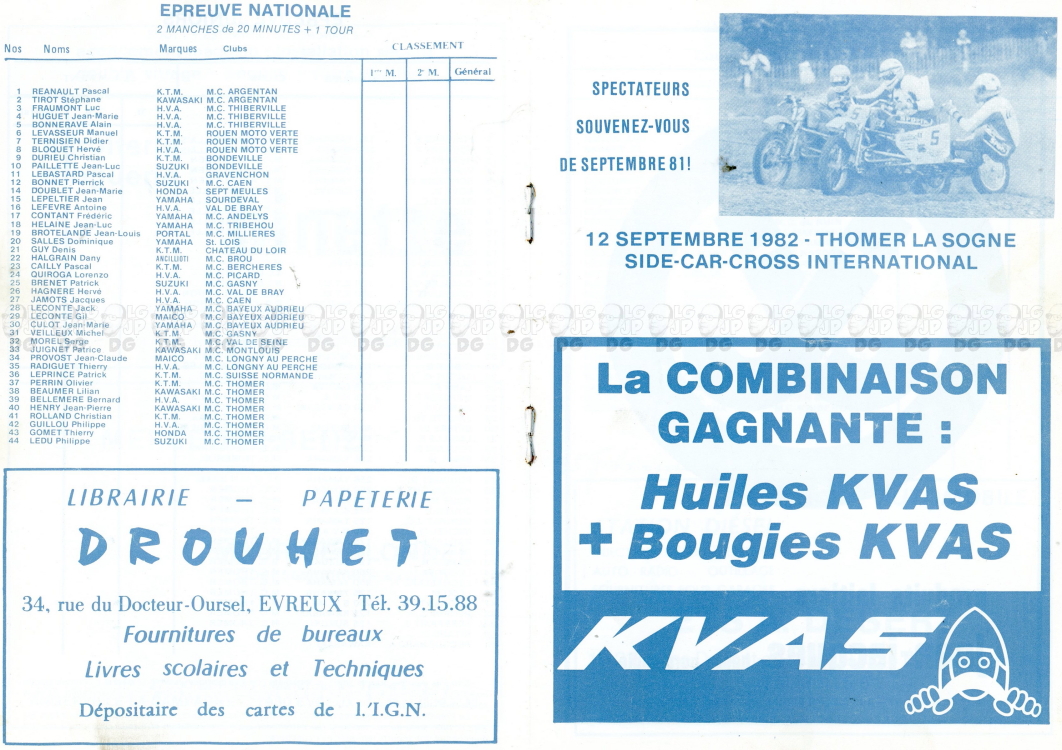 EPREUVE NATIONALE
2 MANCHES de 20 MINUTES + 1 TOUR
Nos Noms Marques Clubs CLASSEMENT
1ère M. 2e M. Général
1 REANAULT Pascal K.T.M. M.C. ARGENTAN
2 TIROT Stéphane KAWASAKI M.C. ARGENTAN
3 FRAUMONT Luc H.V.A. M.C. THIBERVILLE
4 HUGUET Jean-Marie H.V.A. M.C. THIBERVILLE
5 BONNERAVE Alain H.V.A. M.C. THIBERVILLE
6 LEVASSEUR Manuel K.T.M. ROUEN MOTO VERTE
7 TERNISIEN Didier K.T.M. ROUEN MOTO VERTE
8 BLOQUET Hervé H.V.A. ROUEN MOTO VERTE
9 DURIEU Christian K.T.M. BONDEVILLE
10 PAILLETTE Jean-Luc SUZUKI BONDEVILLE
11 LEBASTARD Pascal H.V.A. GRAVENCHON
12 BONNET Pierrick SUZUKI M.C. CAEN
14 DOUBLET Jean-Marie HONDA SEPT MEULES
15 LEPELTIER Jean YAMAHA SOURDEVAL
16 LEFEVRE Antoine H.V.A. VAL DE BRAY
17 CONTANT Frédéric YAMAHA M.C. ANDELYS
18 HELAINE Jean-Luc YAMAHA M.C. TRIBEHOU
19 BROTELANDE Jean-Louis PORTAL M.C. MILLIERES
20 SALLES Dominique YAMAHA St. LOIS
21 GUY Denis K.T.M. CHATEAU DU LOIR
22 HALGRAIN Dany ANCILLIOTI M.C. BROU
23 CAILLY Pascal K.T.M. M.C. BERCHERES
24 QUIROGA Lorenzo H.V.A. M.C. PICARD
25 BRENET Patrick SUZUKI M.C. GASNY
26 HAGNERE Hervé H.V.A. M.C. VAL DE BRAY
27 JAMOTS Jacques H.V.A. M.C. CAEN
28 LECONTE Jack YAMAHA M.C. BAYEUX AUDRIEU
29 LECONTE Gil MAICO M.C. BAYEUX AUDRIEU
30 CULOT Jean-Marie YAMAHA M.C. BAYEUX AUDRIEU
31 VEILLEUX Michel K.T.M. M.C. GASNY
32 MOREL Serge K.T.M. M.C. VAL DE SEINE
33 JUIGNET Patrice KAWASAKI M.C. MONTLOUIS
34 PROVOST Jean-Claude MAICO M.C. LONGNY AU PERCHE
35 RADIGUET Thierry H.V.A. M.C. LONGNY AU PERCHE
36 LEPRINCE Patrick K.T.M. M.C. SUISSE NORMANDE
37 PERRIN Olivier K.T.M. M.C. THOMER
38 BEAUMER Lilian KAWASAKI M.C. THOMER
39 BELLEMERE Bernard H.V.A. M.C. THOMER
40 HENRY Jean-Pierre KAWASAKI M.C. THOMER
41 ROLLAND Christian K.T.M. M.C. THOMER
42 GUILLOU Philippe H.V.A. M.C. THOMER
43 GOMET Thierry HONDA M.C. THOMER
44 LEDU Philippe SUZUKI M.C. THOMER
LIBRAIRIE — PAPETERIE
DROUHET
34, rue du Docteur-Oursel, EVREUX Tél. 39.15.88
Fournitures de bureaux
Livres scolaires et Techniques
Dépositaire des cartes de l.'I.G.N.
SPECTATEURS
SOUVENEZ-VOUS
DE SEPTEMBRE 81!
5
12 SEPTEMBRE 1982 - THOMER LA SOGNE
SIDE-CAR-CROSS INTERNATIONAL
La COMBINAISON
GAGNANTE :
Huiles KVAS
+ Bougies KVAS
KVAS